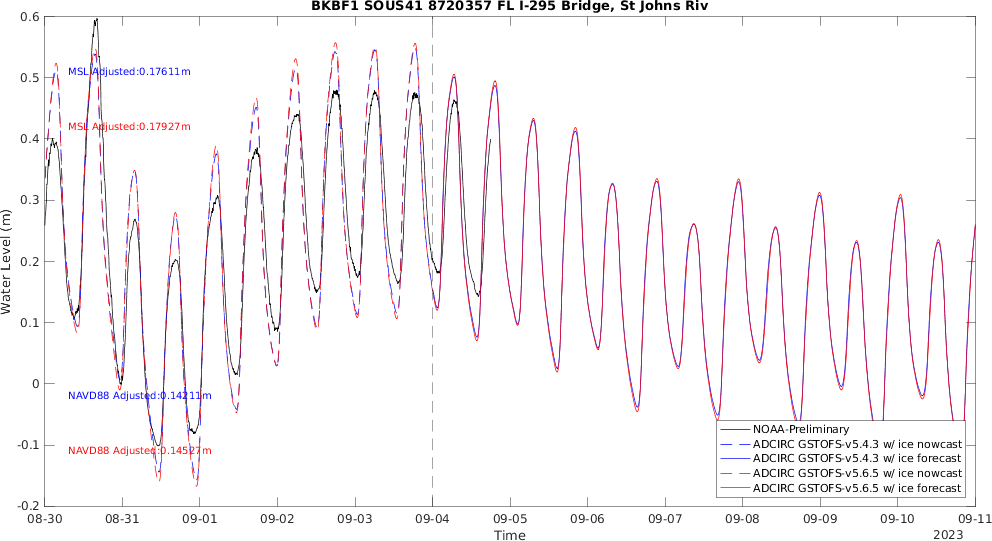 BKBF1 SOUS41 8720357 FL I-295 Bridge, St Johns Riv
0.6
0.5
0.4
0.3
0.2
0.1
0
-0.1
-0.2
Water Level (m)
MSL Adjusted:0.17611m
MSL Adjusted:0.17927m
NAVD88 Adjusted:0.14211m
NAVD88 Adjusted:0.14527m
NOAA-Preliminary
ADCIRC GSTOFS-v5.4.3 w/ ice nowcast
ADCIRC GSTOFS-v5.4.3 w/ ice forecast
ADCIRC GSTOFS-v5.6.5 w/ ice nowcast
ADCIRC GSTOFS-v5.6.5 w/ ice forecast
08-30 08-31 09-01 09-02 09-03 09-04 09-05 09-06 09-07 09-08 09-09 09-10 09-11
Time
2023